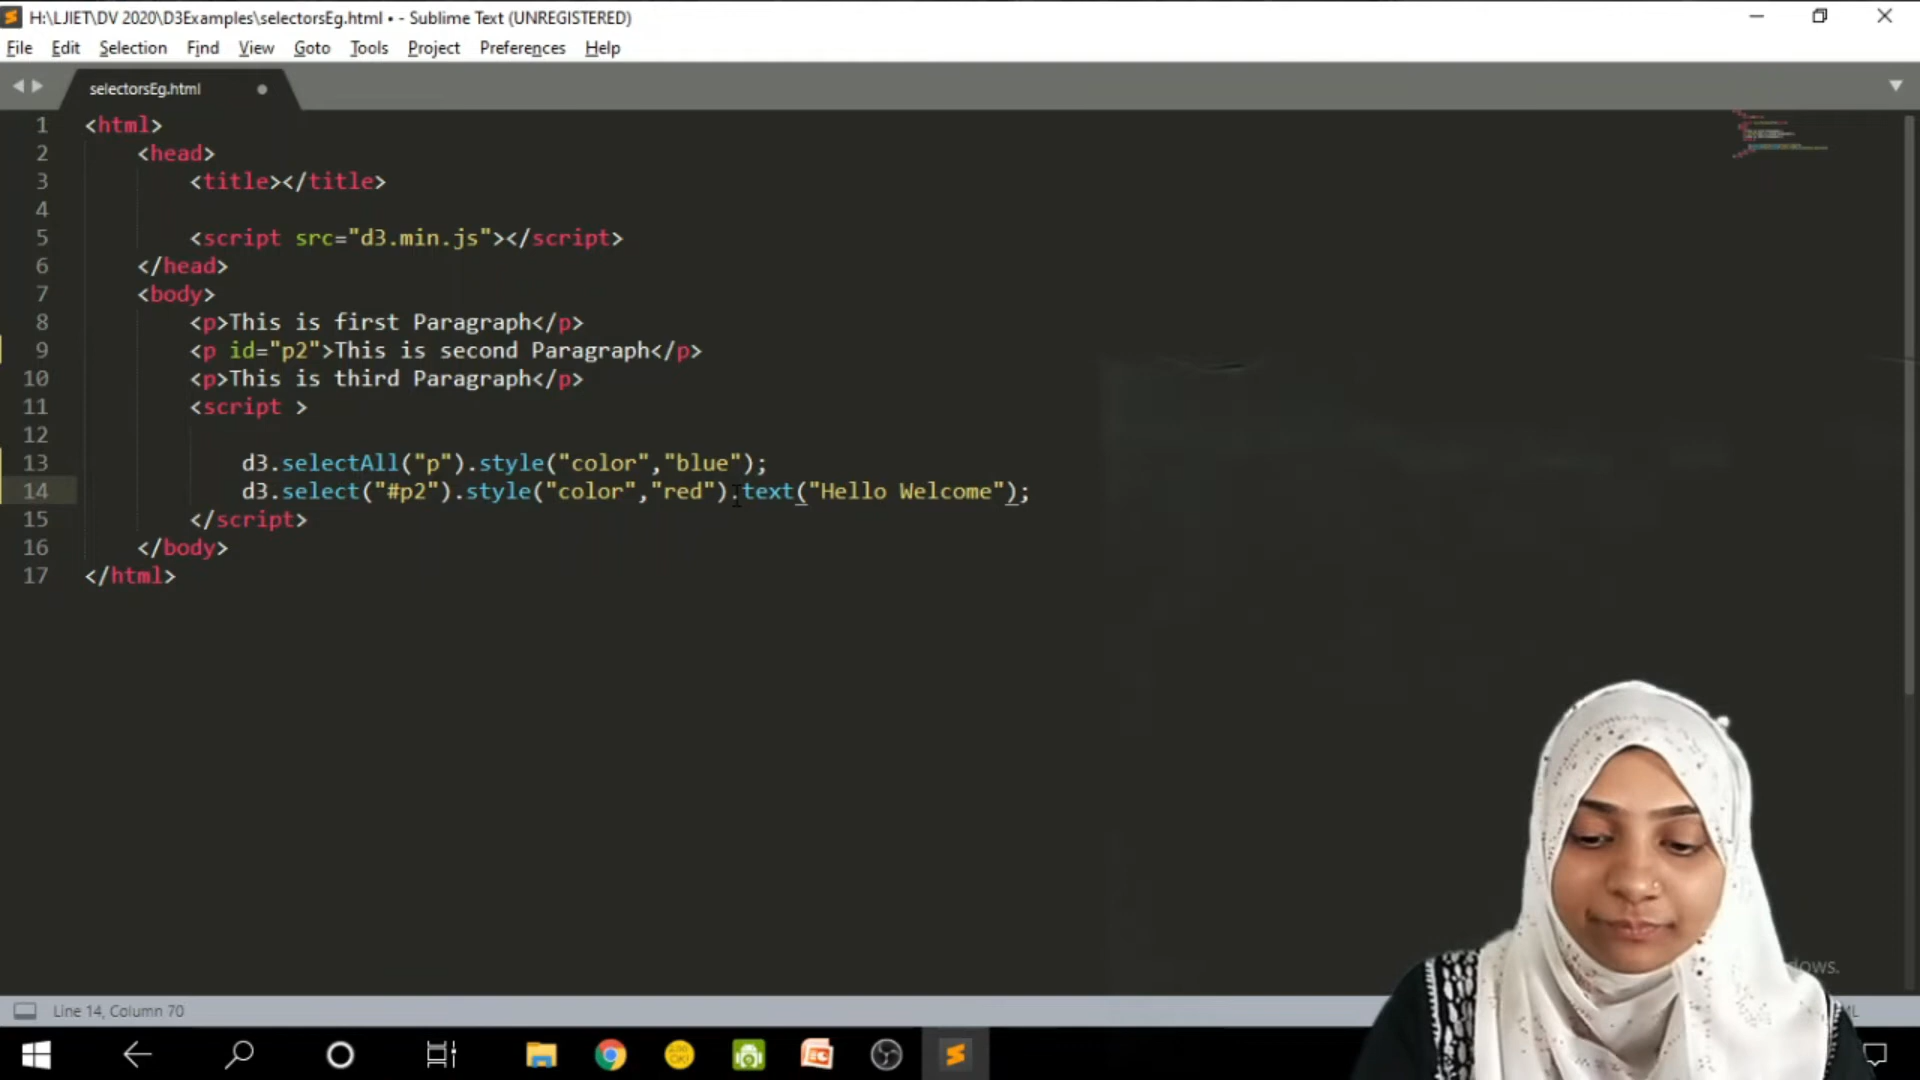 H:\LJIET\DV 2020\D3Examples\selectorsEg.html • - Sublime Text (UNREGISTERED)
File Edit Selection Find View Goto Tools Project Preferences Help
selectorsEg.html
1 <html>
2 <head>
3 <title></title>
4
5 <script src="d3.min.js"></script>
6 </head>
7 <body>
8 <p>This is first Paragraph</p>
9 <p id="p2">This is second Paragraph</p>
10 <p>This is third Paragraph</p>
11 <script >
12
13 d3.selectAll("p").style("color","blue");
14 d3.select("#p2").style("color","red").text("Hello Welcome");
15 </script>
16 </body>
17 </html>
Line 14, Column 70